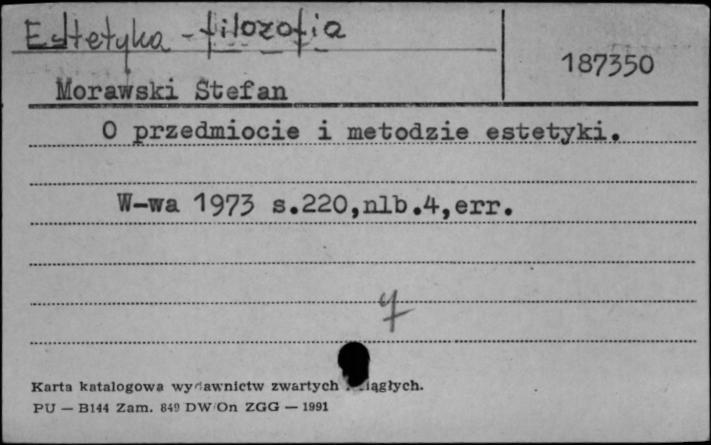 Estetyka - filozofia
187350
Morawski Stefan
O przedmiocie i metodzie estetyki.
W-wa 1973 s.220,nlb.4,err.
Karta katalogowa wydawnictw zwartych
PU — B144 Zam. 849 DW/On ZGG — 1991